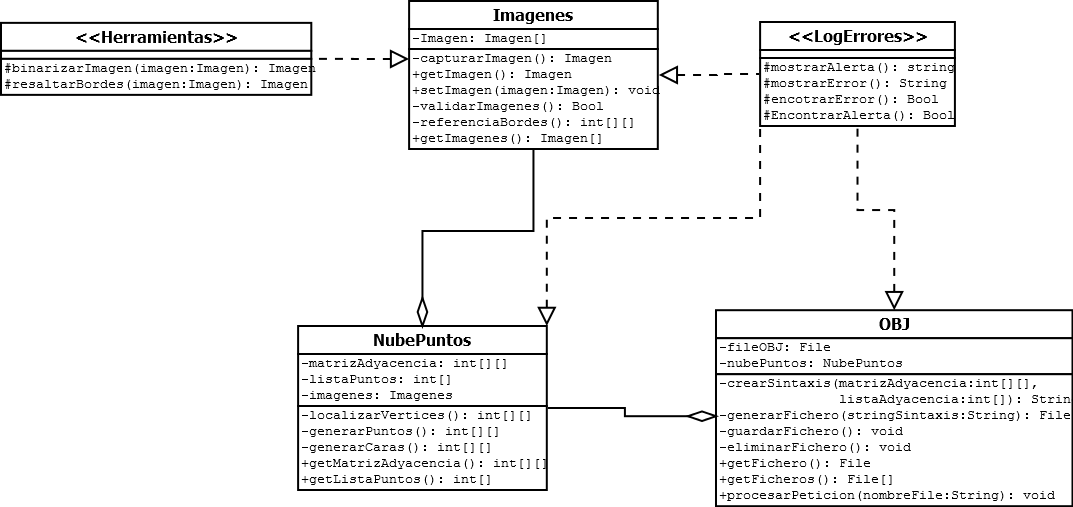 <<Herramientas>>
#binarizarImagen(imagen:Imagen): Imagen
#resaltarBordes(imagen:Imagen): Imagen
Imagenes
-Imagen: Imagen[]
-capturarImagen(): Imagen
+getImagen(): Imagen
+setImagen(imagen:Imagen): void
-validarImagenes(): Bool
-referenciaBordes(): int[][]
+getImagenes(): Imagen[]
<<LogErrores>>
#mostrarAlerta(): string
#mostrarError(): String
#encotrarError(): Bool
#EncontrarAlerta(): Bool
NubePuntos
-matrizAdyacencia: int[][]
-listaPuntos: int[]
-imagenes: Imagenes
-localizarVertices(): int[][]
-generarPuntos(): int[][]
-generarCaras(): int[][]
+getMatrizAdyacencia(): int[][]
+getListaPuntos(): int[]
OBJ
-fileOBJ: File
-nubePuntos: NubePuntos
-crearSintaxis(matrizAdyacencia:int[][],
listaAdyacencia:int[]): Strin
-generarFichero(stringSintaxis:String): File
-guardarFichero(): void
-eliminarFichero(): void
+getFichero(): File
+getFicheros(): File[]
+procesarPeticion(nombreFile:String): void